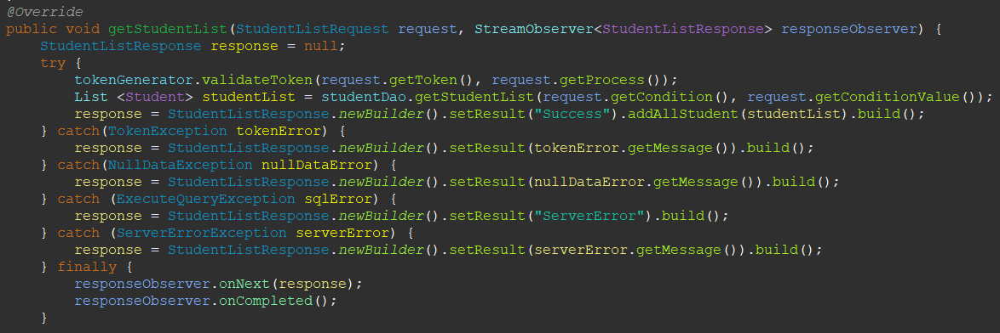 @Override
public void getStudentList(StudentListRequest request, StreamObserver<StudentListResponse> responseObserver) {
    StudentListResponse response = null;
    try {
        tokenGenerator.validateToken(request.getToken(), request.getProcess());
        List <Student> studentList = studentDao.getStudentList(request.getCondition(), request.getConditionValue());
        response = StudentListResponse.newBuilder().setResult("Success").addAllStudent(studentList).build();
    } catch(TokenException tokenError) {
        response = StudentListResponse.newBuilder().setResult(tokenError.getMessage()).build();
    } catch(NullDataException nullDataError) {
        response = StudentListResponse.newBuilder().setResult(nullDataError.getMessage()).build();
    } catch (ExecuteQueryException sqlError) {
        response = StudentListResponse.newBuilder().setResult("ServerError").build();
    } catch (ServerErrorException serverError) {
        response = StudentListResponse.newBuilder().setResult(serverError.getMessage()).build();
    } finally {
        responseObserver.onNext(response);
        responseObserver.onCompleted();
    }